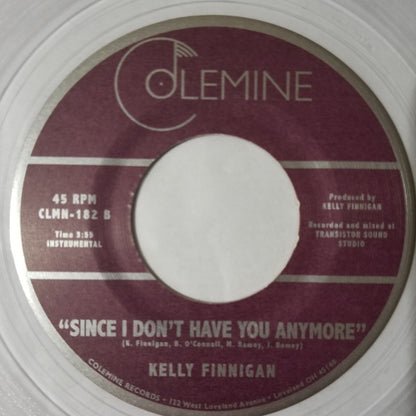 COLEMINE
45 RPM
CLMN-182 B
Time 3:55
INSTRUMENTAL
Produced by
KELLY FINNIGAN
Recorded and mixed at
TRANSISTOR SOUND
STUDIO
"SINCE I DON'T HAVE YOU ANYMORE"
(K. Finnigan, B. O'Connell, M. Ramey, I. Ramey)
KELLY FINNIGAN
COLEMINE RECORDS • 722 West Loveland Avenue • Loveland OH 45140